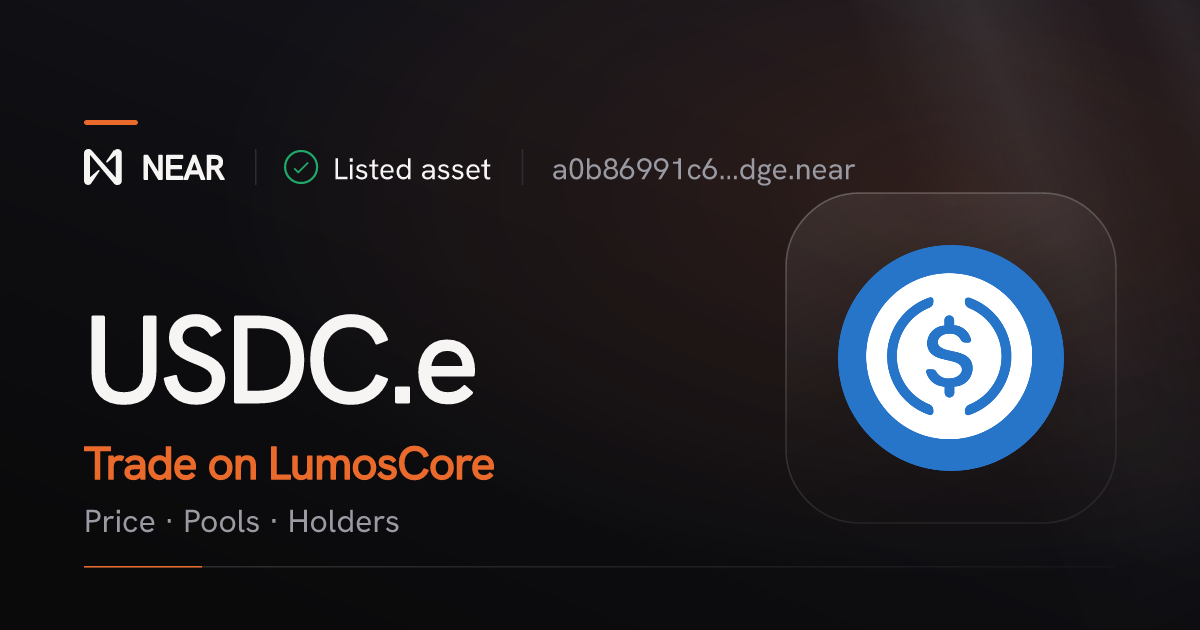 NEAR Listed asset a0b86991c6...dge.near
USDC.e
Trade on LumosCore
Price · Pools · Holders
$